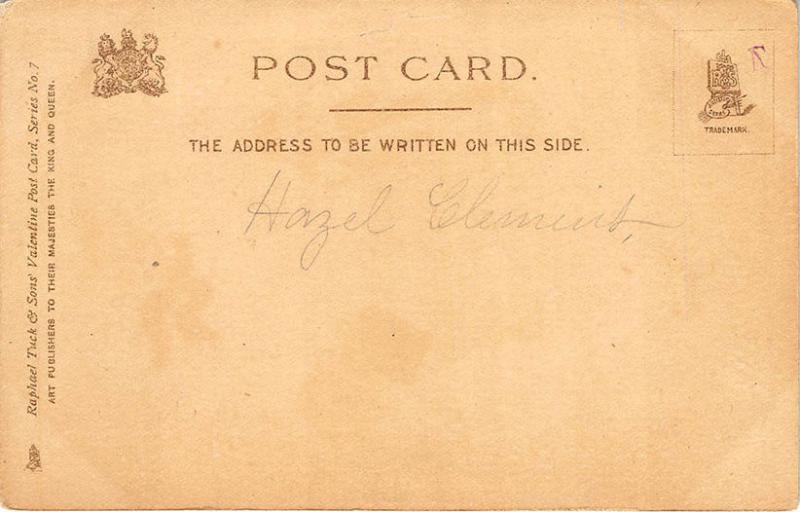 POST CARD.
TRADEMARK.
THE ADDRESS TO BE WRITTEN ON THIS SIDE.
Hazel Clement,
Raphael Tuck & Sons' Valentine Post Card, Series No. 7
ART PUBLISHERS TO THEIR MAJESTIES THE KING AND QUEEN.